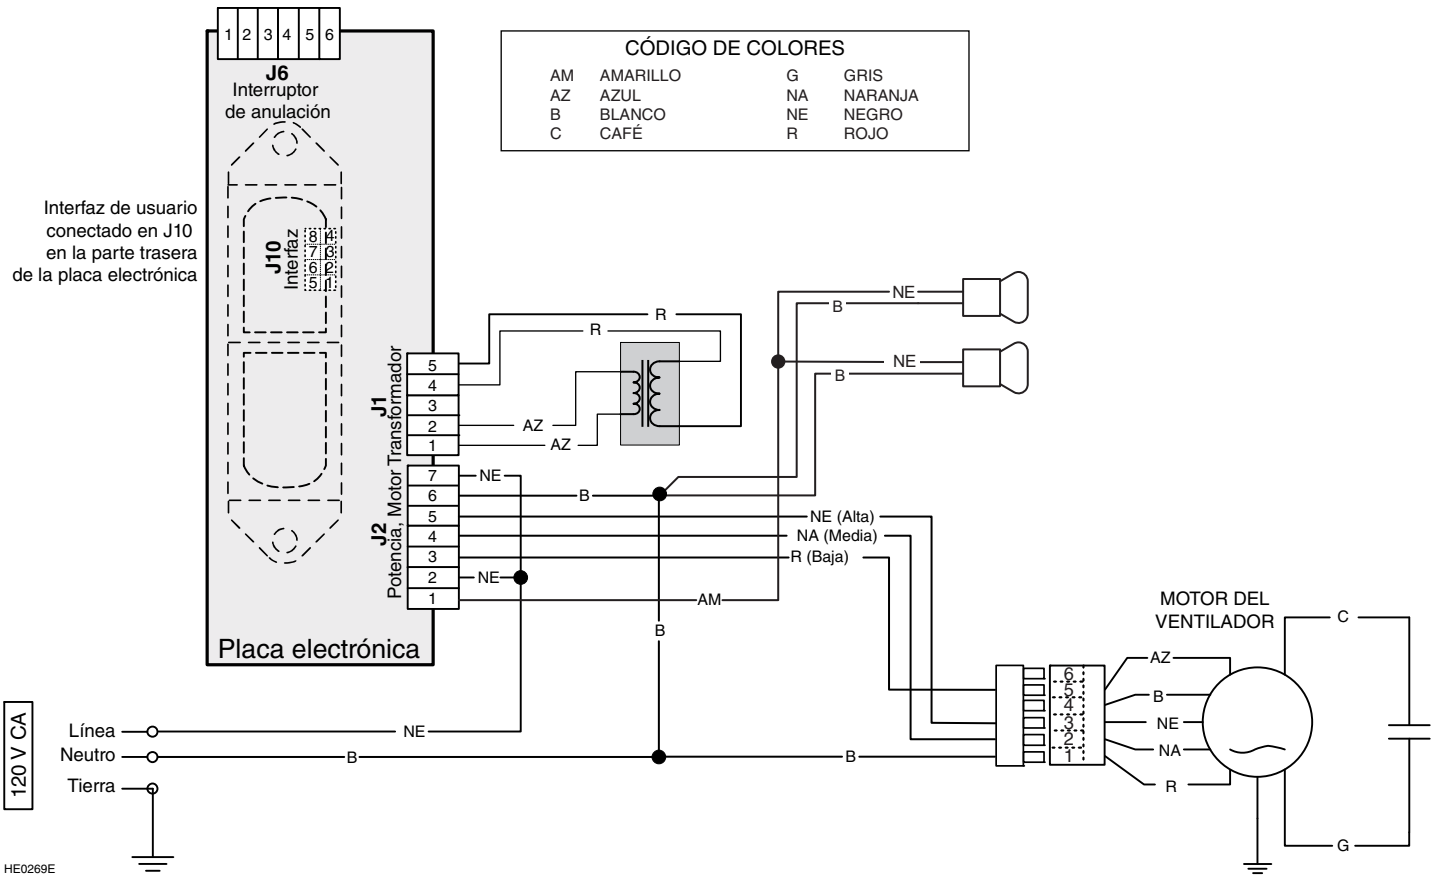 1 2 3 4 5 6
J6
Interruptor
de anulación
CÓDIGO DE COLORES
AM AMARILLO G GRIS
AZ AZUL NA NARANJA
B BLANCO NE NEGRO
C CAFÉ R ROJO
Interfaz de usuario
conectado en J10
en la parte trasera
de la placa electrónica
J10
Interfaz
8 4
7 3
6 2
5 1
J1
Transformador
5
4
3
2
1
R
R
AZ
AZ
NE
B
NE
B
J2
Potencia, Motor
7
6
5
4
3
2
1
NE
B
NE (Alta)
NA (Media)
R (Baja)
NE
AM
B
Placa electrónica
MOTOR DEL
VENTILADOR
6
5
4
3
2
1
AZ
B
NE
NA
R
C
G
120 V CA
Línea
NE
Neutro
B
B
Tierra
HE0269E